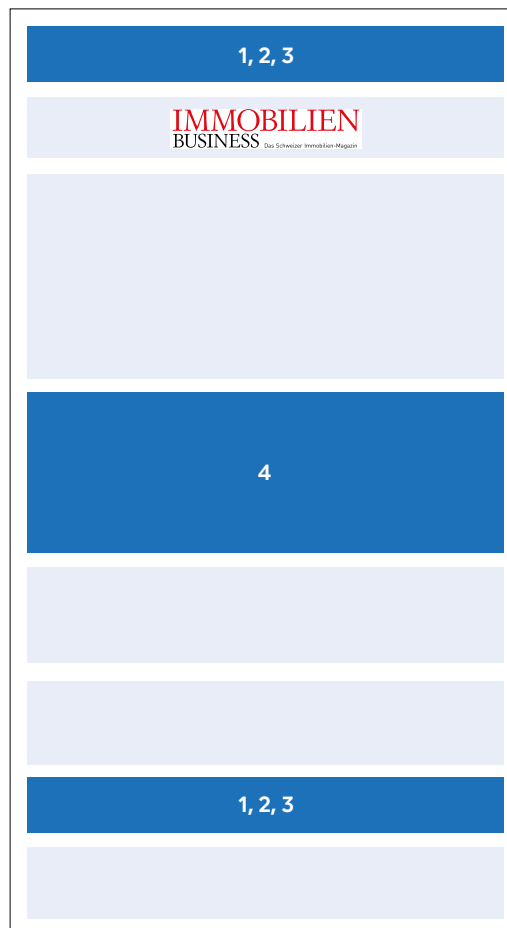 1, 2, 3
IMMOBILIEN
BUSINESS Das Schweizer Immobilien-Magazin
4
1, 2, 3